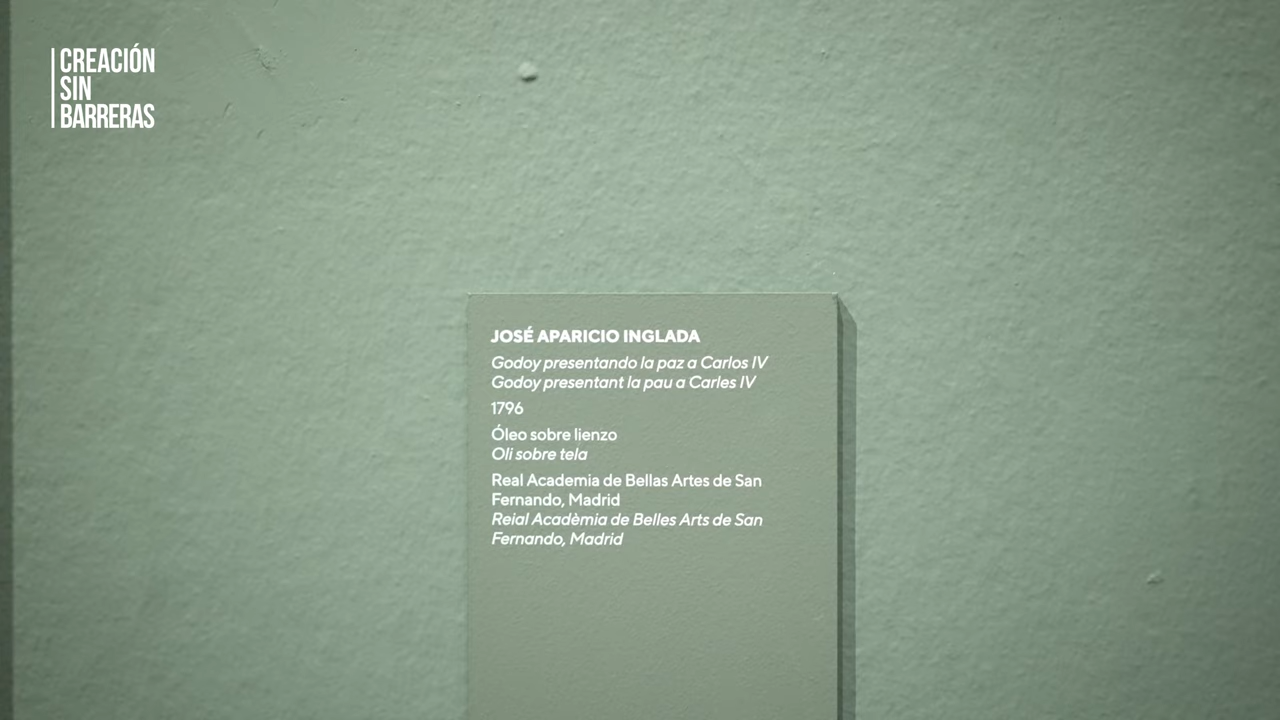 CREACIÓN
SIN
BARRERAS
JOSÉ APARICIO INGLADA
Godoy presentando la paz a Carlos IV
Godoy presentant la pau a Carles IV
1796
Óleo sobre lienzo
Oli sobre tela
Real Academia de Bellas Artes de San
Fernando, Madrid
Reial Acadèmia de Belles Arts de San
Fernando, Madrid